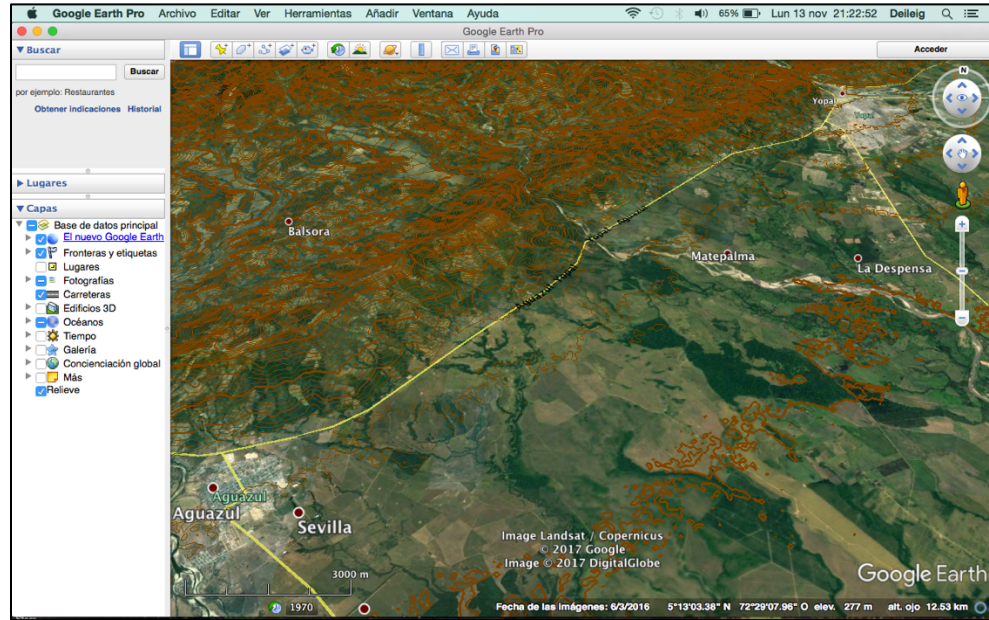 Google Earth Pro Archivo Editar Ver Herramientas Añadir Ventana Ayuda 65% Lun 13 nov 21:22:52 Deileig
Google Earth Pro
Buscar
Acceder
Buscar
por ejemplo: Restaurantes
Obtener indicaciones Historial
Lugares
Capas
Base de datos principal
El nuevo Google Earth
Fronteras y etiquetas
Lugares
Fotografías
Carreteras
Edificios 3D
Océanos
Tiempo
Galería
Concienciación global
Más
Relieve
N
Yopal
Yopal
Balsora
Matepalma
La Despensa
Aguazul
Aguazul
Sevilla
Image Landsat / Copernicus
© 2017 Google
Image © 2017 DigitalGlobe
Google Earth
3000 m
1970
Fecha de las imágenes: 6/3/2016 5°13'03.38" N 72°29'07.96" O elev. 277 m alt. ojo 12.53 km